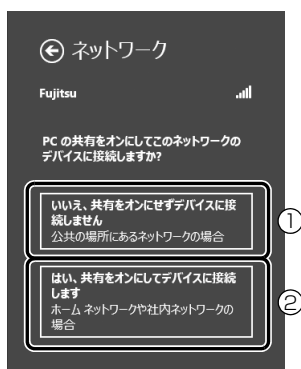 ネットワーク
Fujitsu
PC の共有をオンにしてこのネットワークの
デバイスに接続しますか?
いいえ、共有をオンにせずデバイスに接
続しません
公共の場所にあるネットワークの場合
①
はい、共有をオンにしてデバイスに接続
します
ホーム ネットワークや社内ネットワークの
場合
②